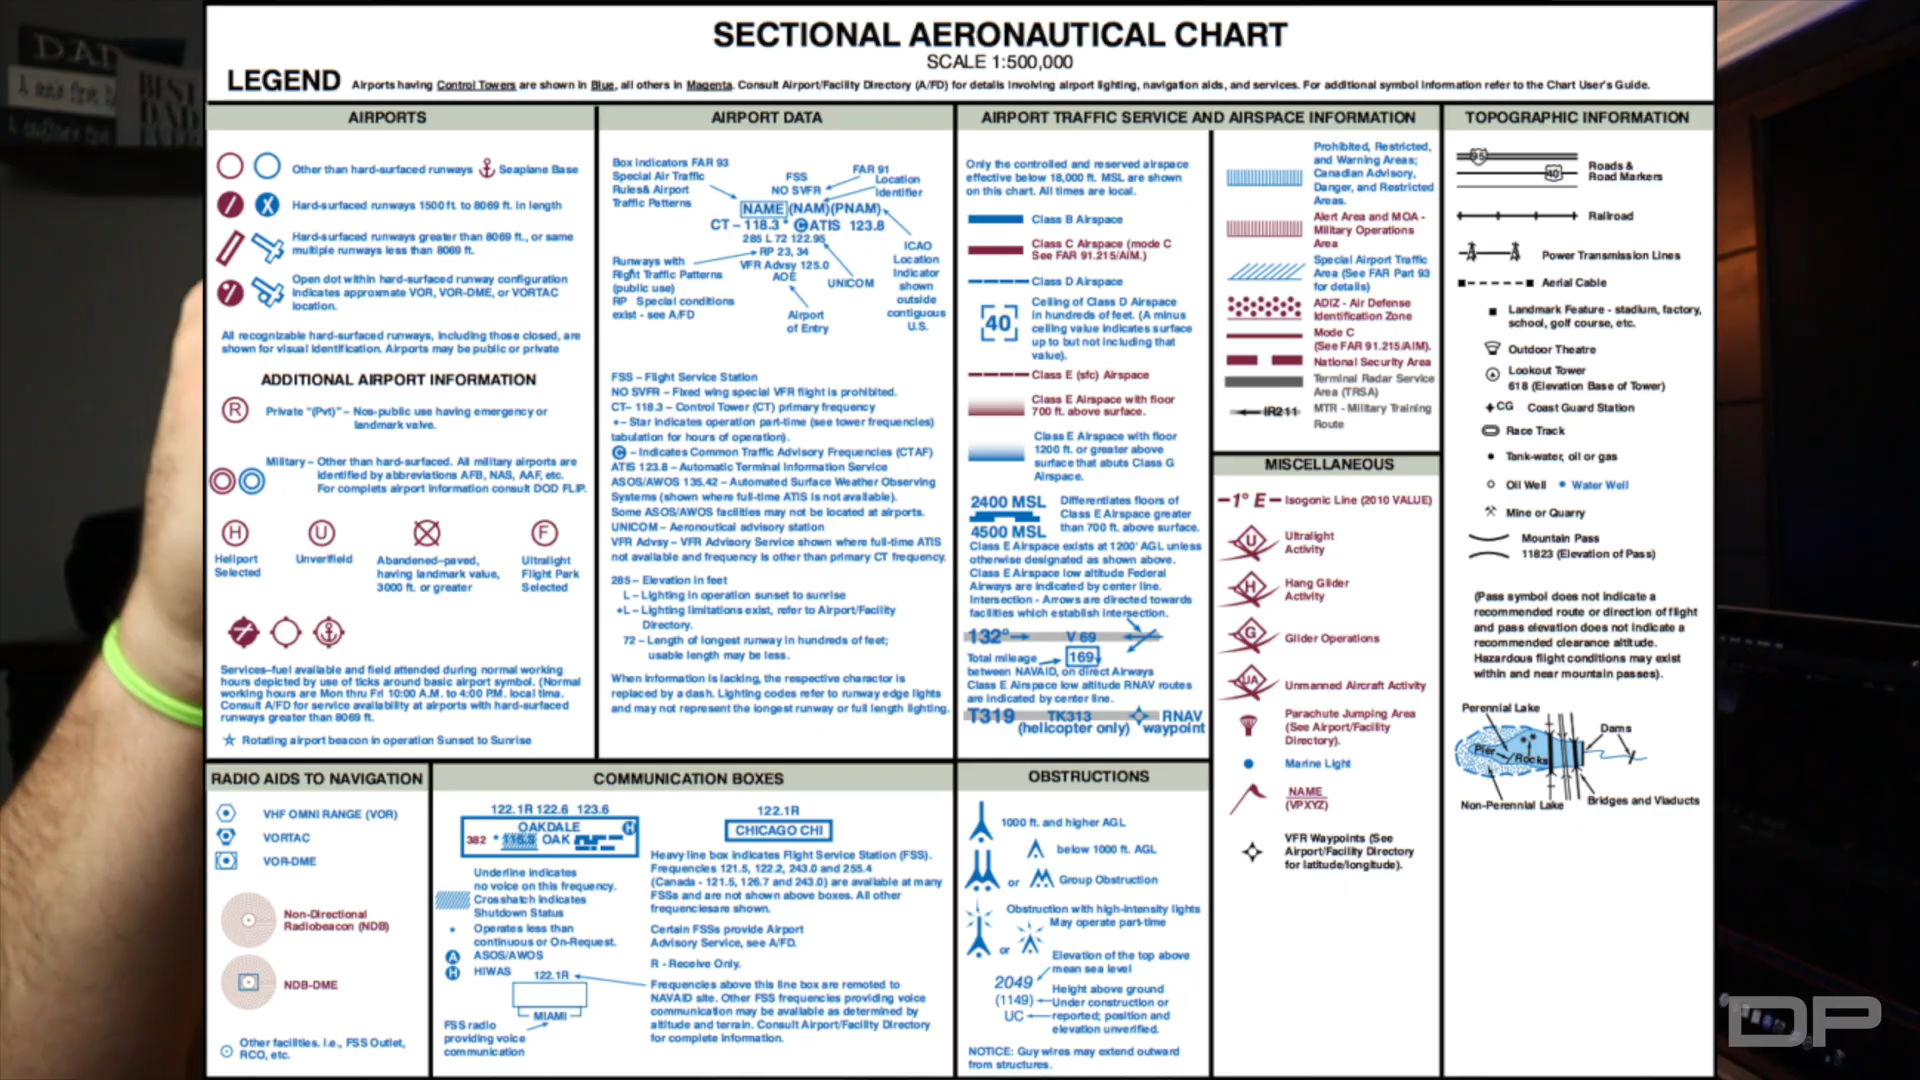 SECTIONAL AERONAUTICAL CHART
SCALE 1:500,000
LEGEND
Airports having Control Towers are shown in Blue, all others in Magenta. Consult Airport/Facility Directory (A/FD) for details involving airport lighting, navigation aids, and services. For additional symbol information refer to the Chart User's Guide.
AIRPORTS
Other than hard-surfaced runways
Seaplane Base
Hard-surfaced runways 1500 ft. to 8069 ft. in length
Hard-surfaced runways greater than 8069 ft., or same
multiple runways less than 8069 ft.
Open dot within hard-surfaced runway configuration
indicates approxmate VOR, VOR-DME, or VORTAC
location.
All recognizable hard-surfaced runways, including those closed, are
shown for visual identification. Airports may be public or private
ADDITIONAL AIRPORT INFORMATION
R
Private "(Pvt)" – Nos-public use having emergency or
landmark valve.
Military – Other than hard-surfaced. All military airports are
identified by abbreviations AFB, NAS, AAF, etc.
For complets airport information consult DOD FLIP.
H
U
F
Heliport
Selected
Unverifield
Abandened–paved,
having landmark value,
3000 ft. or greater
Ultralight
Flight Park
Selected
Services–fuel available and field attended during normal working
hours depicted by use of ticks around basic airport symbol. (Normal
working hours are Mon thru Fri 10:00 A.M. to 4:00 P.M. local tima.
Consult A/FD for service availability at airports with hard-surfaced
runways greater than 8069 ft.
Rotating airport beacon in operation Sunset to Sunrise
AIRPORT DATA
Box indicators FAR 93
Special Air Traffic
Rules& Airport
Traffic Patterns
FSS
NO SVFR
FAR 91
Location
Identifier
NAME (NAM)(PNAM)
CT – 118.3 * C ATIS 123.8
285 L 72 122.95
RP 23, 34
VFR Advsy 125.0
AOE
Runways with
Right Traffic Patterns
(public use)
RP Special conditions
exist - see A/FD
UNICOM
Airport
of Entry
ICAO
Location
Indicator
shown
outside
contiguous
U.S.
FSS – Flight Service Station
NO SVFR – Fixed wing special VFR flight is prohibited.
CT– 118.3 – Control Tower (CT) primary frequency
*– Star indicates operation part-time (see tower frequencies)
tabulation for hours of operation).
C – Indicates Common Traffic Advisory Frequencies (CTAF)
ATIS 123.8 – Automatic Terminal Information Service
ASOS/AWOS 135.42 – Automated Surface Weather Observing
Systems (shown where full-time ATIS is not available).
Some ASOS/AWOS facilities may not be located at airports.
UNICOM – Aeronautical advisory station
VFR Advsy – VFR Advisory Service shown where full-time ATIS
not available and frequency is other than primary CT frequency.
285 – Elevation in feet
L – Lighting in operation sunset to sunrise
*L – Lighting limitations exist, refer to Airport/Facility
Directory.
72 – Length of longest runway in hundreds of feet;
usable length may be less.
When information is lacking, the respective charactor is
replaced by a dash. Lighting codes refer to runway edge lights
and may not represent the longest runway or full length lighting.
AIRPORT TRAFFIC SERVICE AND AIRSPACE INFORMATION
Only the controlled and reserved airspace
effective below 18,000 ft. MSL are shown
on this chart. All times are local.
Class B Airspace
Class C Airspace (mode C
See FAR 91.215/AIM.)
Class D Airspace
40
Ceiling of Class D Airspace
in hundreds of feet. (A minus
ceiling value indicates surface
up to but not including that
value).
Class E (sfc) Airspace
Class E Airspace with floor
700 ft. above surface.
Class E Airspace with floor
1200 ft. or greater above
surface that abuts Class G
Airspace.
2400 MSL
4500 MSL
Differentiates floors of
Class E Airspace greater
than 700 ft. above surface.
Class E Airspace exists at 1200' AGL unless
otherwise designated as shown above.
Class E Airspace low altitude Federal
Airways are indicated by center line.
Intersection - Arrows are directed towards
facilities which establish intersection.
132°
V 69
169
Total mileage
between NAVAID, on direct Airways
Class E Airspace low altitude RNAV routes
are indicated by center line.
T319
TK313
(helicopter only)
RNAV
waypoint
Prohibited, Restricted,
and Warning Areas;
Canadian Advisory,
Danger, and Restricted
Areas.
Alert Area and MOA -
Military Operations
Area
Special Airport Traffic
Area (See FAR Part 93
for details)
ADIZ - Air Defense
Identification Zone
Mode C
(See FAR 91.215/AIM).
National Security Area
Terminal Radar Service
Area (TRSA)
IR211
MTR - Military Training
Route
MISCELLANEOUS
1° E
Isogonic Line (2010 VALUE)
U
Ultralight
Activity
H
Hang Glider
Activity
G
Glider Operations
UA
Unmanned Aircraft Activity
Parachute Jumping Area
(See Airport/Facility
Directory).
Marine Light
NAME
(VPXYZ)
VFR Waypoints (See
Airport/Facility Directory
for latitude/longitude).
TOPOGRAPHIC INFORMATION
95
40
Roads &
Road Markers
Railroad
Power Transmission Lines
Aerial Cable
Landmark Feature - stadium, factory,
school, golf course, etc.
Outdoor Theatre
Lookout Tower
618 (Elevation Base of Tower)
CG
Coast Guard Station
Race Track
Tank-water, oil or gas
Oil Well
Water Well
Mine or Quarry
Mountain Pass
11823 (Elevation of Pass)
(Pass symbol does not indicate a
recommended route or direction of flight
and pass elevation does not indicate a
recommended clearance altitude.
Hazardous flight conditions may exist
within and near mountain passes).
Perennial Lake
Dams
Pier
Rocks
Non-Perennial Lake
Bridges and Viaducts
RADIO AIDS TO NAVIGATION
VHF OMNI RANGE (VOR)
VORTAC
VOR-DME
Non-Directional
Radiobeacon (NDB)
NDB-DME
Other facilities. i.e., FSS Outlet,
RCO, etc.
COMMUNICATION BOXES
122.1R 122.6 123.6
OAKDALE
H
382 * 116.8 OAK
Underline indicates
no voice on this frequency.
Crosshatch indicates
Shutdown Status
Operates less than
continuous or On-Request.
A ASOS/AWOS
H HIWAS
122.1R
MIAMI
FSS radio
providing voice
communication
122.1R
CHICAGO CHI
Heavy line box indicates Flight Service Station (FSS).
Frequencies 121.5, 122.2, 243.0 and 255.4
(Canada - 121.5, 126.7 and 243.0) are available at many
FSSs and are not shown above boxes. All other
frequenciesare shown.
Certain FSSs provide Airport
Advisory Service, see A/FD.
R - Receive Only.
Frequencies above this line box are remoted to
NAVAID site. Other FSS frequencies providing voice
communication may be available as determined by
altitude and terrain. Consult Airport/Facility Directory
for complete information.
OBSTRUCTIONS
1000 ft. and higher AGL
below 1000 ft. AGL
or
Group Obstruction
Obstruction with high-intensity lights
May operate part-time
or
2049
(1149)
UC
Elevation of the top above
mean sea level
Height above ground
Under construction or
reported; position and
elevation unverified.
NOTICE: Guy wires may extend outward
from structures.
DAD
BEST
DAD
DP